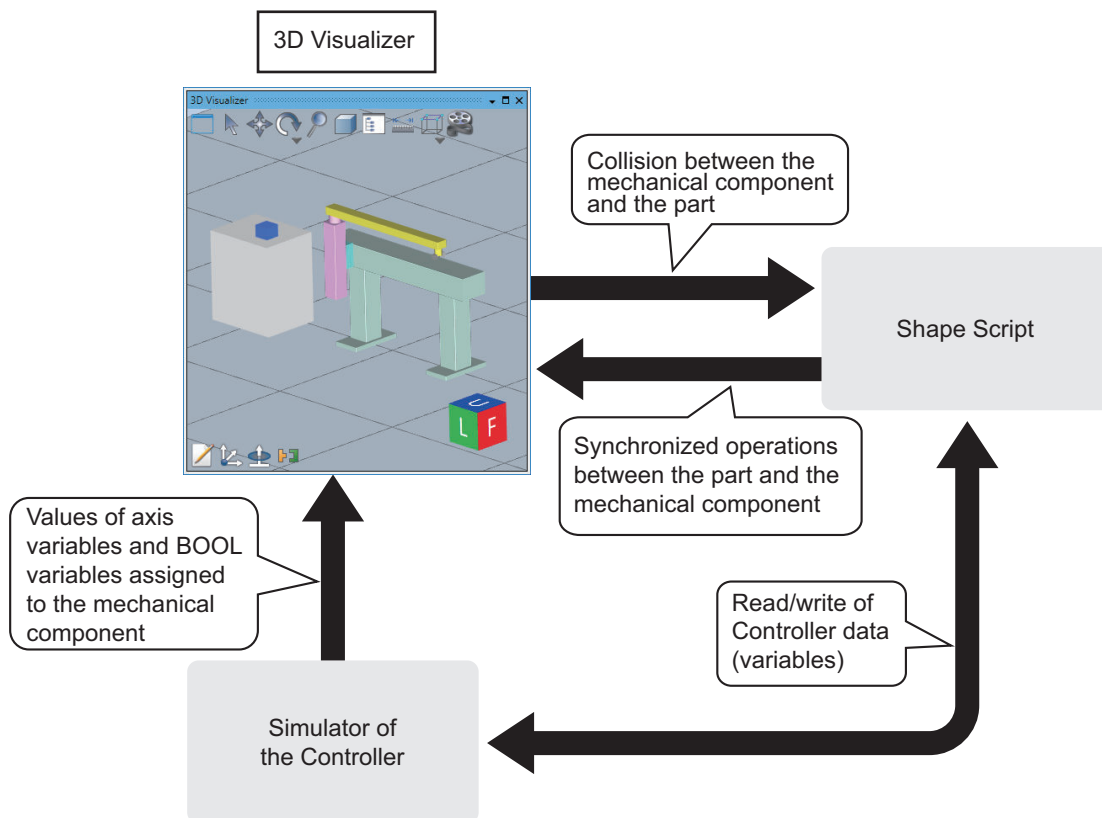 3D Visualizer
3D Visualizer
Collision between the
mechanical component
and the part
Shape Script
U
L
F
Synchronized operations
between the part and the
mechanical component
Values of axis
variables and BOOL
variables assigned
to the mechanical
component
Read/write of
Controller data
(variables)
Simulator of
the Controller